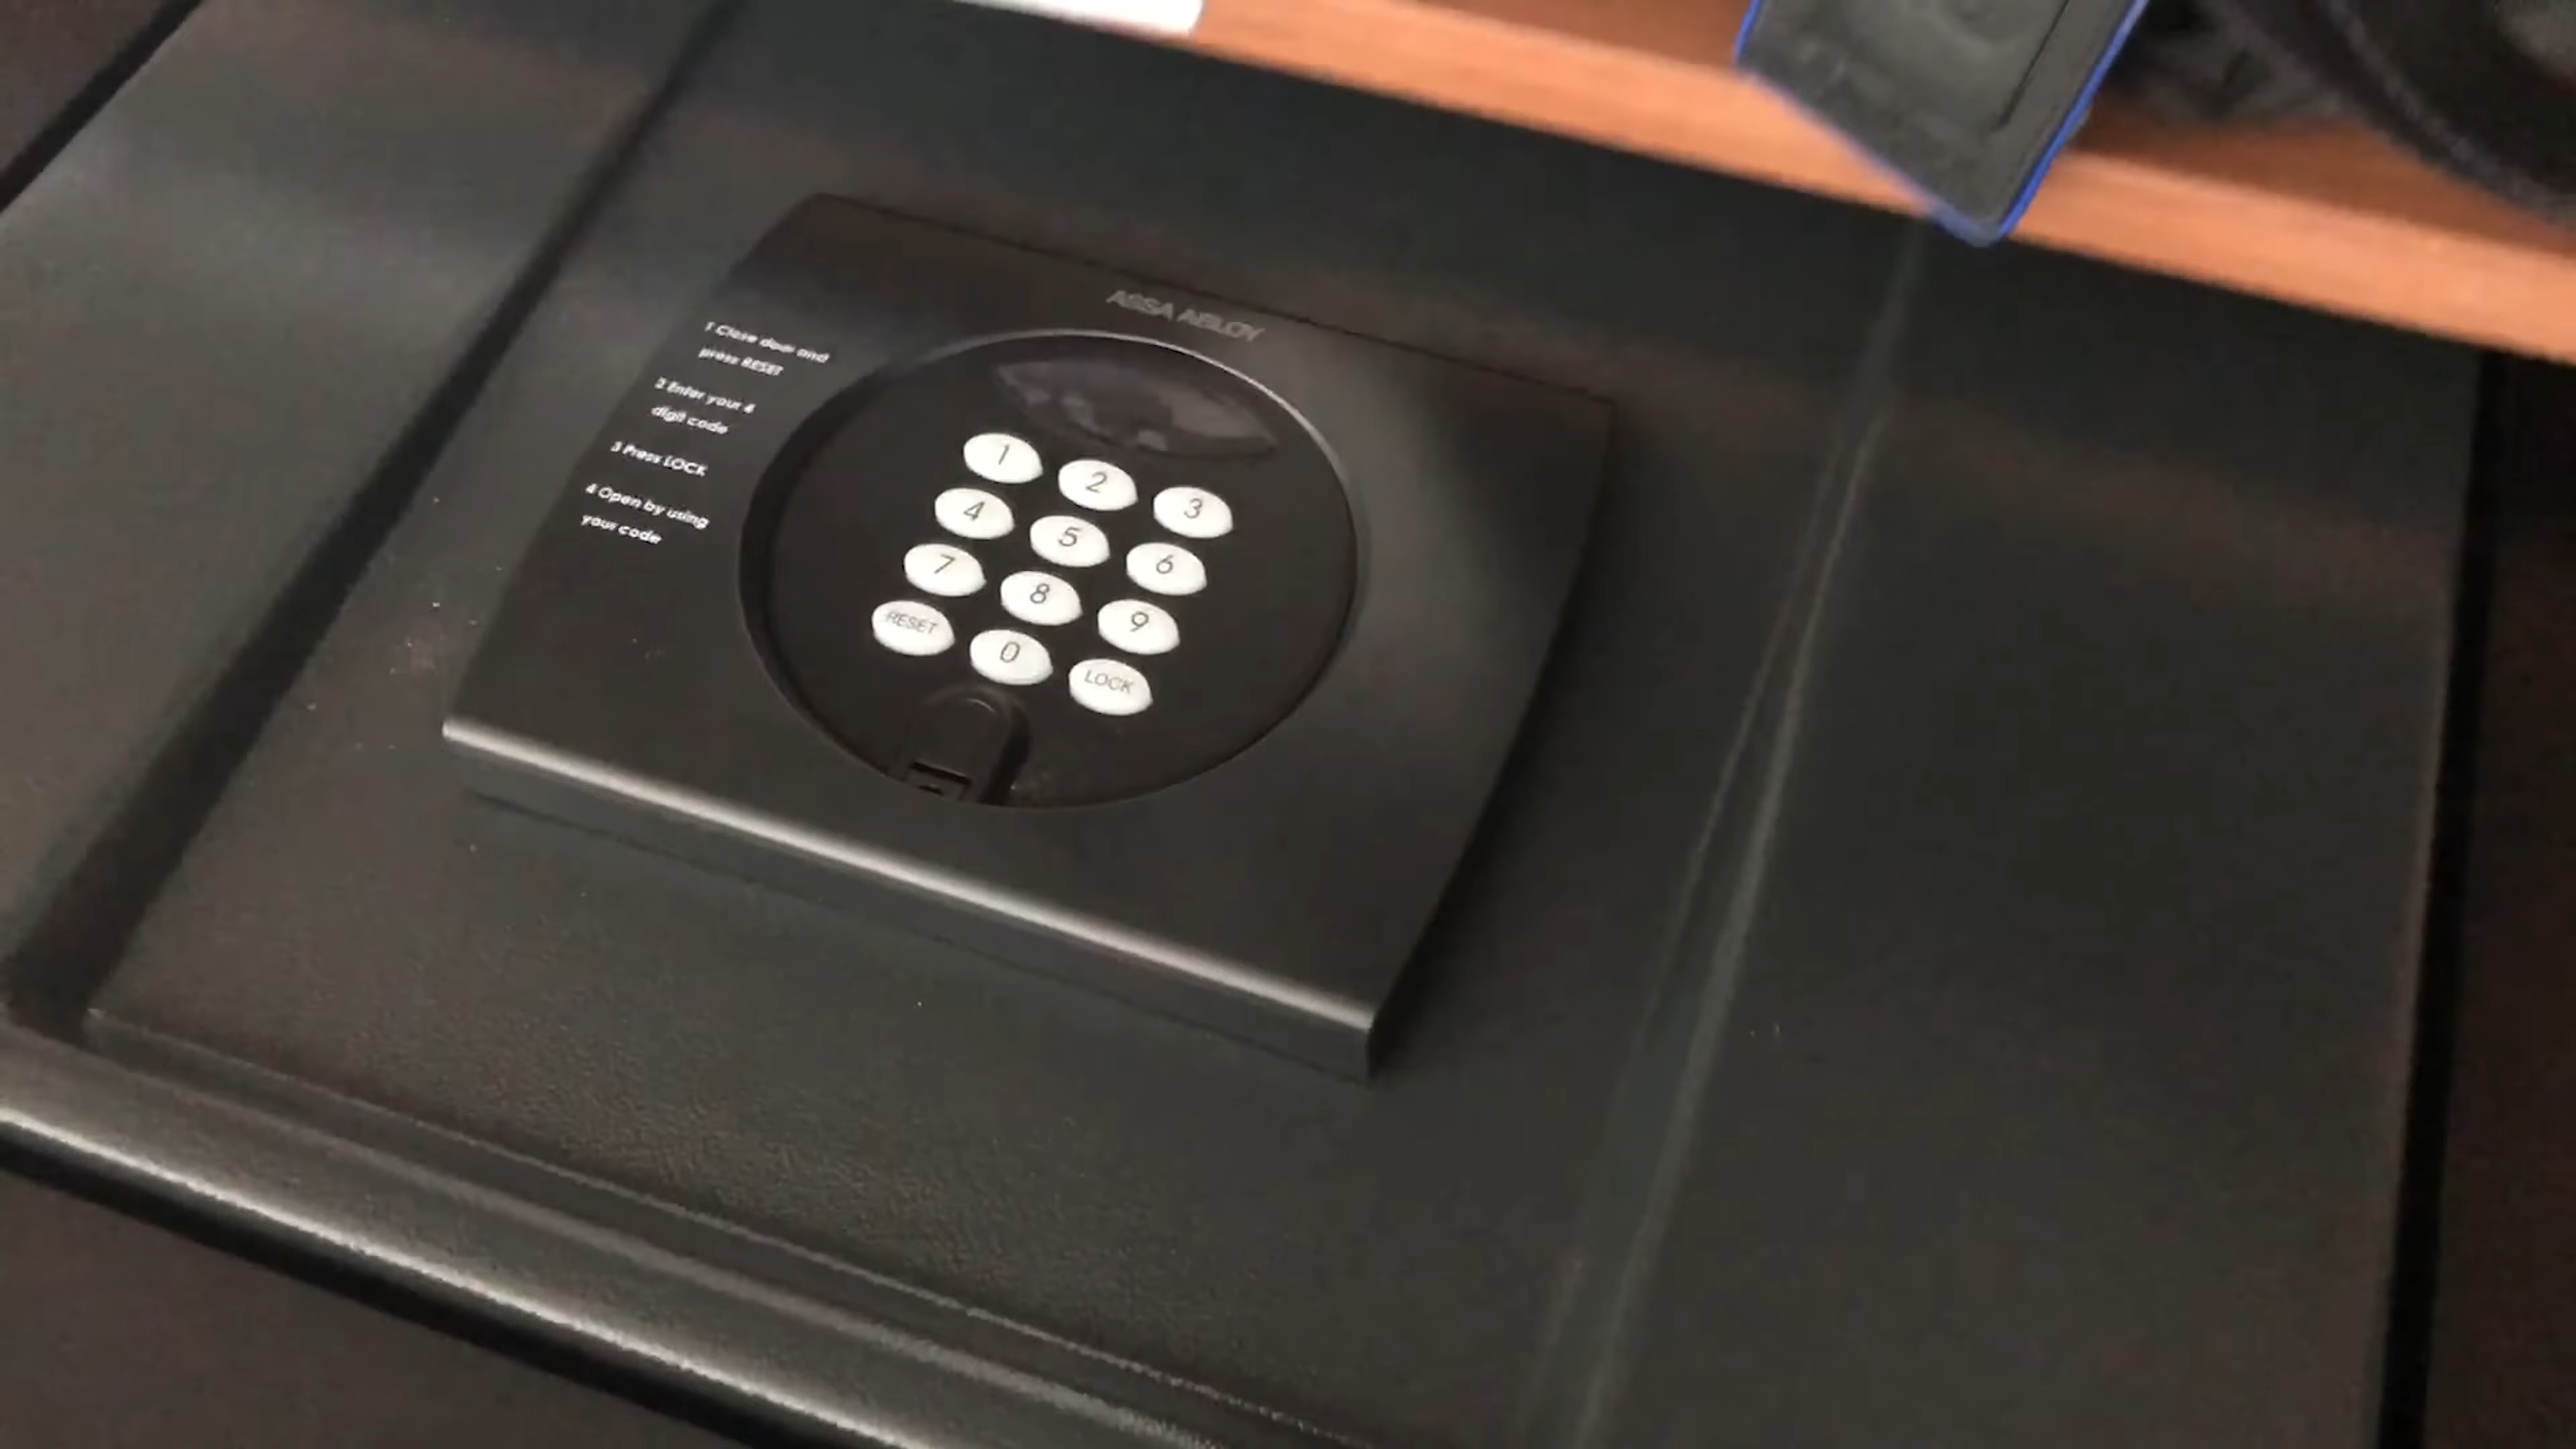 ASSA ABLOY
1 Close door and
press RESET
2 Enter your 4
digit code
3 Press LOCK
4 Open by using
your code
1
2
3
4
5
6
7
8
9
RESET
0
LOCK